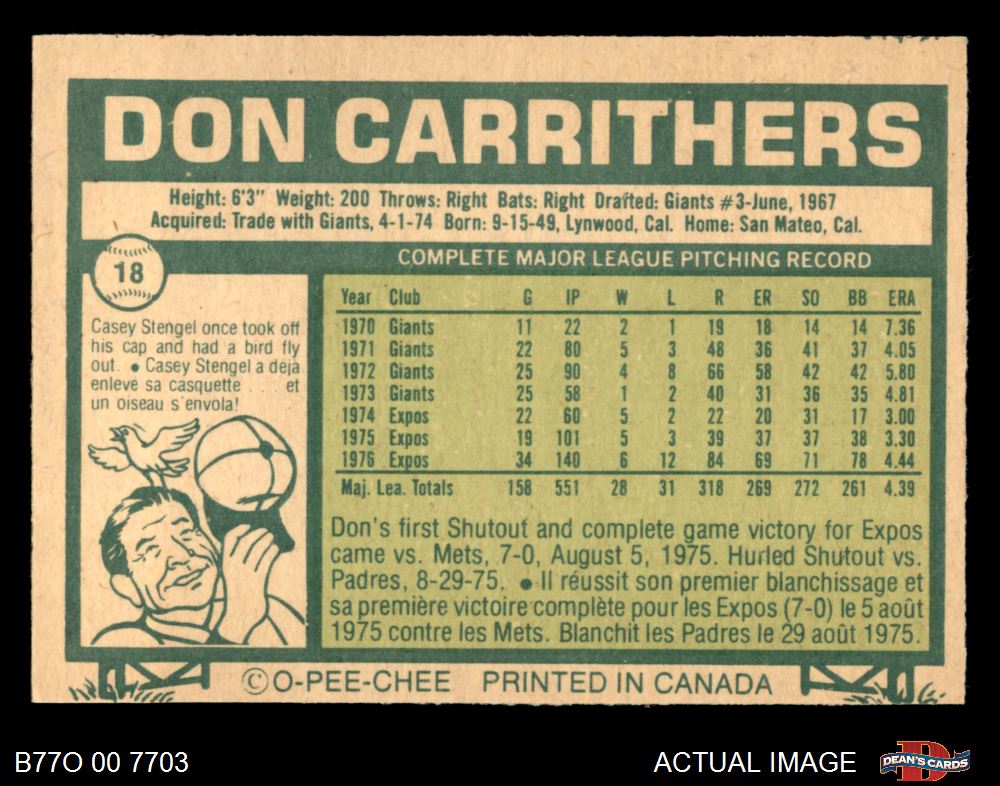 DON CARRITHERS
Height: 6'3" Weight: 200 Throws: Right Bats: Right Drafted: Giants #3-June, 1967
Acquired: Trade with Giants, 4-1-74 Born: 9-15-49, Lynwood, Cal. Home: San Mateo, Cal.
18
Casey Stengel once took off
his cap and had a bird fly
out. • Casey Stengel a déjà
enlevé sa casquette . . . et
un oiseau s'envola!
COMPLETE MAJOR LEAGUE PITCHING RECORD
Year Club G IP W L R ER SO BB ERA
1970 Giants 11 22 2 1 19 18 14 14 7.36
1971 Giants 22 80 5 3 48 36 41 37 4.05
1972 Giants 25 90 4 8 66 58 42 42 5.80
1973 Giants 25 58 1 2 40 31 36 35 4.81
1974 Expos 22 60 5 2 22 20 31 17 3.00
1975 Expos 19 101 5 3 39 37 37 38 3.30
1976 Expos 34 140 6 12 84 69 71 78 4.44
Maj. Lea. Totals 158 551 28 31 318 269 272 261 4.39
Don's first Shutout and complete game victory for Expos
came vs. Mets, 7-0, August 5, 1975. Hurled Shutout vs.
Padres, 8-29-75. • Il réussit son premier blanchissage et
sa première victoire complète pour les Expos (7-0) le 5 août
1975 contre les Mets. Blanchit les Padres le 29 août 1975.
©O-PEE-CHEE PRINTED IN CANADA
B77O 00 7703
ACTUAL IMAGE
DEAN'S CARDS